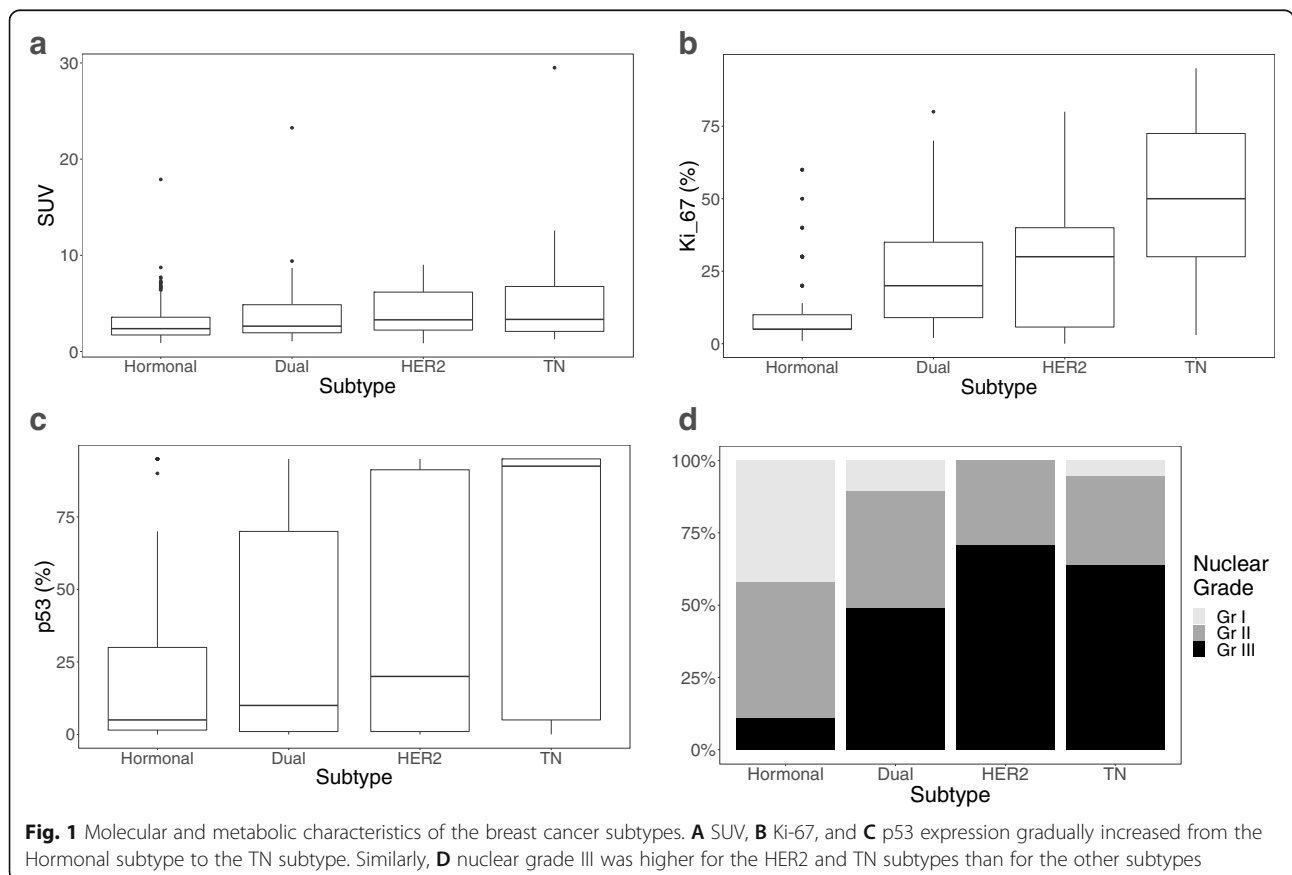 a
30
20
10
0
SUV
Hormonal Dual HER2 TN
Subtype
b
75
50
25
0
Ki_67 (%)
Hormonal Dual HER2 TN
Subtype
c
75
50
25
0
p53 (%)
Hormonal Dual HER2 TN
Subtype
d
100%
75%
50%
25%
0%
Hormonal Dual HER2 TN
Subtype
Nuclear
Grade
Gr I
Gr II
Gr III
Fig. 1 Molecular and metabolic characteristics of the breast cancer subtypes. A SUV, B Ki-67, and C p53 expression gradually increased from the
Hormonal subtype to the TN subtype. Similarly, D nuclear grade III was higher for the HER2 and TN subtypes than for the other subtypes